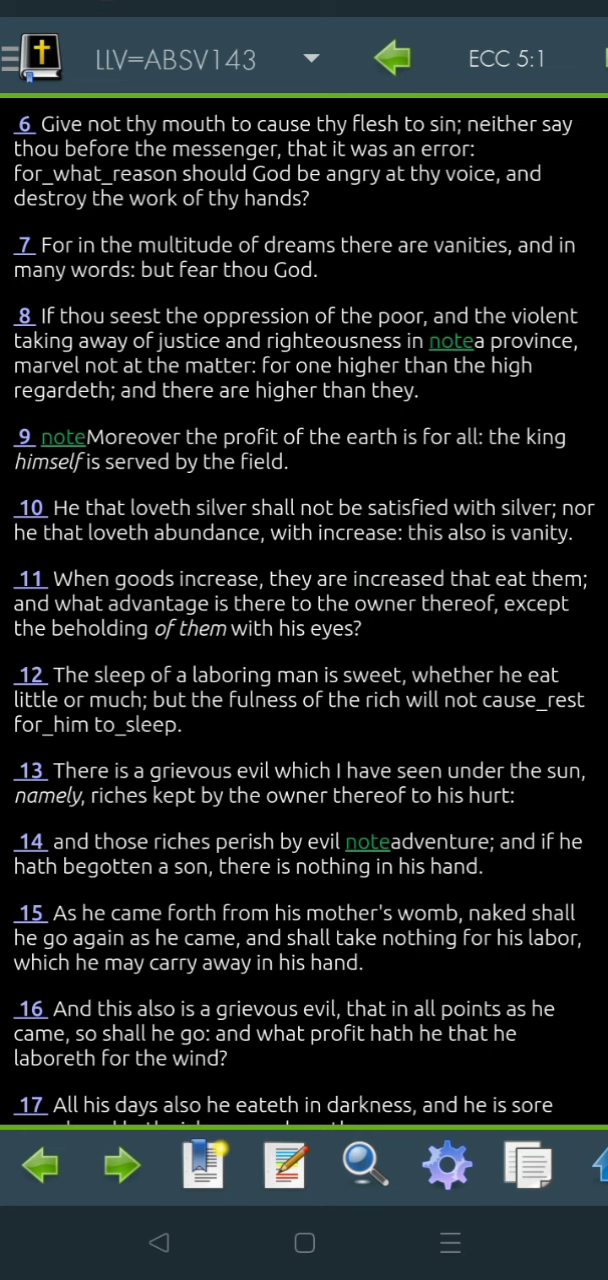 LLV=ABSV143
ECC 5:1
6 Give not thy mouth to cause thy flesh to sin; neither say
thou before the messenger, that it was an error:
for_what_reason should God be angry at thy voice, and
destroy the work of thy hands?
7 For in the multitude of dreams there are vanities, and in
many words: but fear thou God.
8 If thou seest the oppression of the poor, and the violent
taking away of justice and righteousness in notea province,
marvel not at the matter: for one higher than the high
regardeth; and there are higher than they.
9 noteMoreover the profit of the earth is for all: the king
himself is served by the field.
10 He that loveth silver shall not be satisfied with silver; nor
he that loveth abundance, with increase: this also is vanity.
11 When goods increase, they are increased that eat them;
and what advantage is there to the owner thereof, except
the beholding of them with his eyes?
12 The sleep of a laboring man is sweet, whether he eat
little or much; but the fulness of the rich will not cause_rest
for_him to_sleep.
13 There is a grievous evil which I have seen under the sun,
namely, riches kept by the owner thereof to his hurt:
14 and those riches perish by evil noteadventure; and if he
hath begotten a son, there is nothing in his hand.
15 As he came forth from his mother's womb, naked shall
he go again as he came, and shall take nothing for his labor,
which he may carry away in his hand.
16 And this also is a grievous evil, that in all points as he
came, so shall he go: and what profit hath he that he
laboreth for the wind?
17 All his days also he eateth in darkness, and he is sore